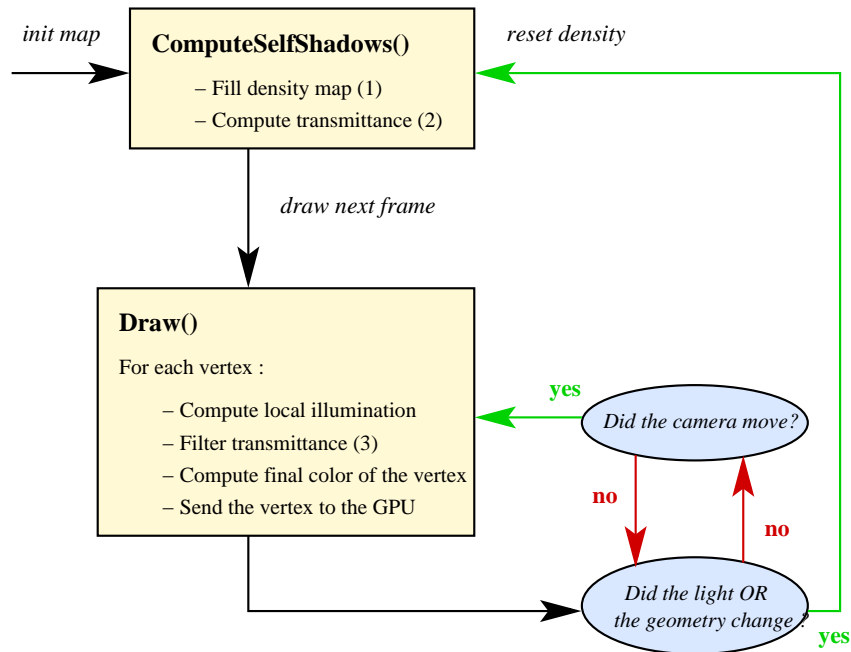 init map
ComputeSelfShadows()
– Fill density map (1)
– Compute transmittance (2)
reset density
draw next frame
Draw()
For each vertex :
– Compute local illumination
– Filter transmittance (3)
– Compute final color of the vertex
– Send the vertex to the GPU
yes
Did the camera move?
no
no
Did the light OR
the geometry change ?
yes